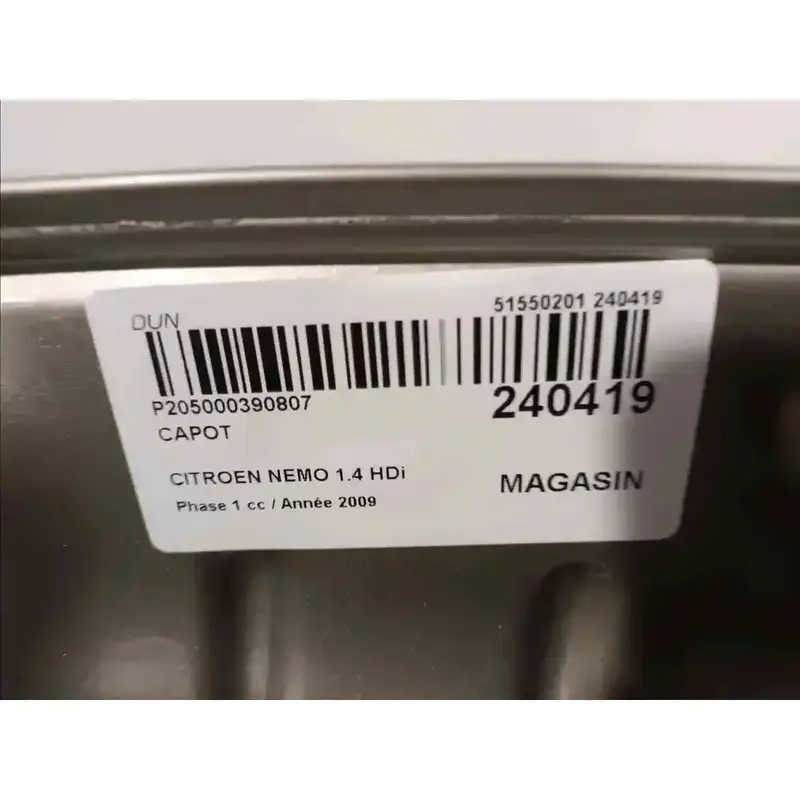 DUN
51550201 240419
P205000390807
240419
CAPOT
CITROEN NEMO 1.4 HDi
MAGASIN
Phase 1 cc / Année 2009